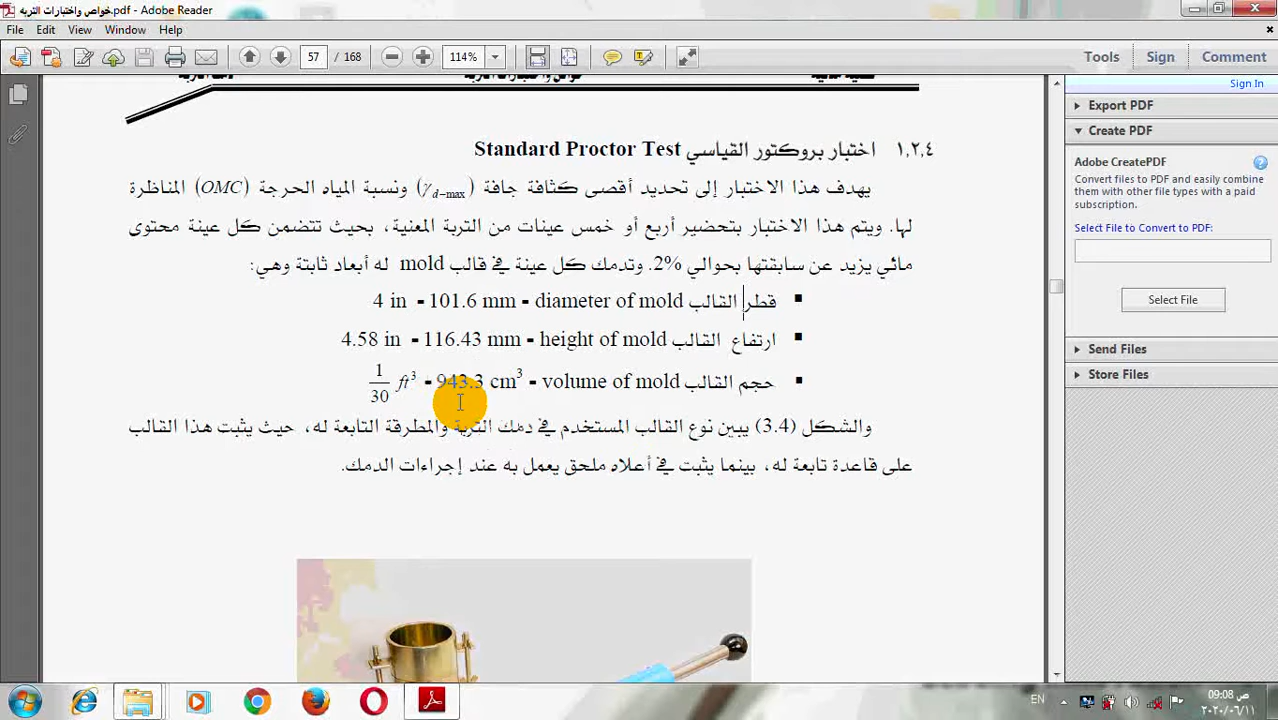 خواص واختبارات التربه.pdf - Adobe Reader
File Edit View Window Help
57 / 168 114% Tools Sign Comment
Sign In
Export PDF
Create PDF
Adobe CreatePDF
Convert files to PDF and easily combine
them with other file types with a paid
subscription.
Select File to Convert to PDF:
Select File
Send Files
Store Files
١,٢,٤ اختبار بروكتور القياسي Standard Proctor Test
يهدف هذا الاختبار إلى تحديد أقصى كثافة جافة (γd-max) ونسبة المياه الحرجة (OMC) المناظرة
لها. ويتم هذا الاختبار بتحضير أربع أو خمس عينات من التربة المعنية، بحيث تتضمن كل عينة محتوى
مائي يزيد عن سابقتها بحوالي 2%. وتدمك كل عينة في قالب mold له أبعاد ثابتة وهي:
▪ قطر القالب diameter of mold - 101.6 mm - 4 in
▪ ارتفاع القالب height of mold - 116.43 mm - 4.58 in
▪ حجم القالب volume of mold - 943.3 cm³ - 1/30 ft³
والشكل (3.4) يبين نوع القالب المستخدم في دمك التربة والمطرقة التابعة له، حيث يثبت هذا القالب
على قاعدة تابعة له، بينما يثبت في أعلاه ملحق يعمل به عند إجراءات الدمك.
EN
09:08 ص
٢٠٢٠/٠٦/١١